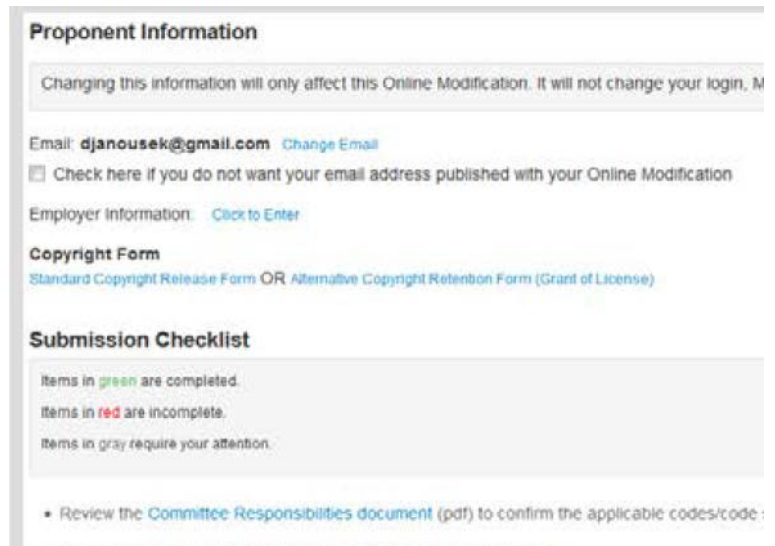 Proponent Information
Changing this information will only affect this Online Modification. It will not change your login, M
Email: djanousek@gmail.com Change Email
Check here if you do not want your email address published with your Online Modification
Employer Information: Click to Enter
Copyright Form
Standard Copyright Release Form OR Alternative Copyright Retention Form (Grant of License)
Submission Checklist
Items in green are completed.
Items in red are incomplete.
Items in gray require your attention.
• Review the Committee Responsibilities document (pdf) to confirm the applicable codes/code